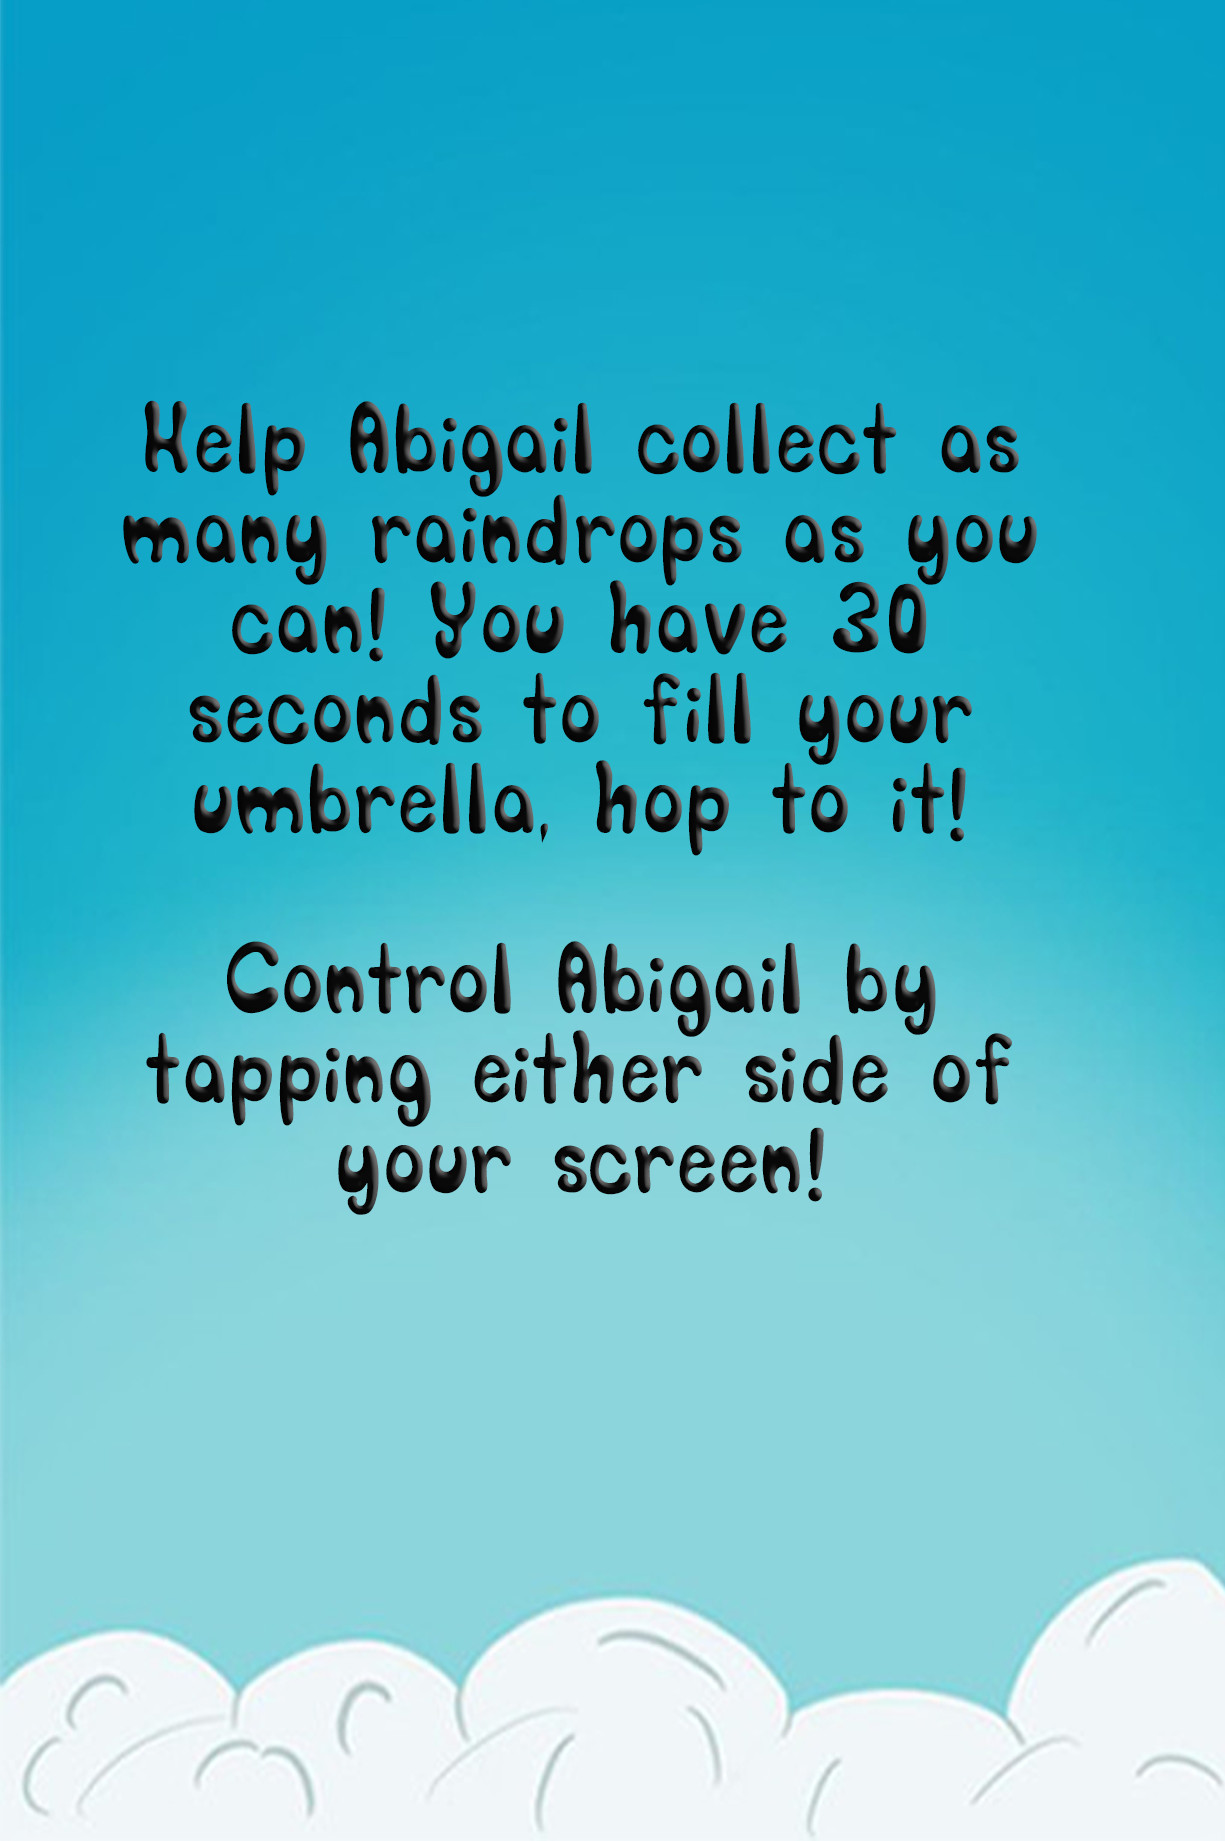 Help Abigail collect as
many raindrops as you
can! You have 30
seconds to fill your
umbrella, hop to it!
Control Abigail by
tapping either side of
your screen!